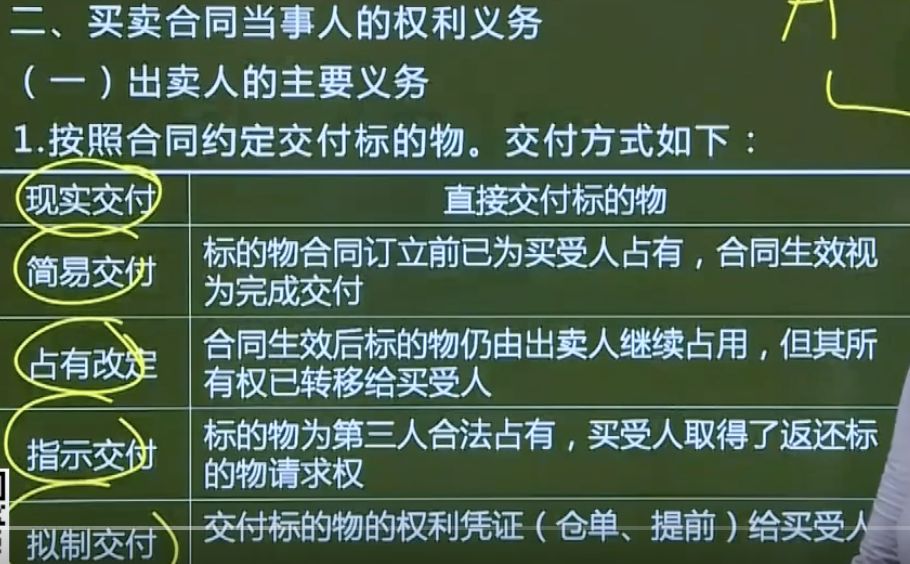 二、买卖合同当事人的权利义务
（一）出卖人的主要义务
1.按照合同约定交付标的物。交付方式如下：
现实交付 直接交付标的物
简易交付 标的物合同订立前已为买受人占有，合同生效视
为完成交付
占有改定 合同生效后标的物仍由出卖人继续占用，但其所
有权已转移给买受人
指示交付 标的物为第三人合法占有，买受人取得了返还标
的物请求权
拟制交付 交付标的物的权利凭证（仓单、提前）给买受人